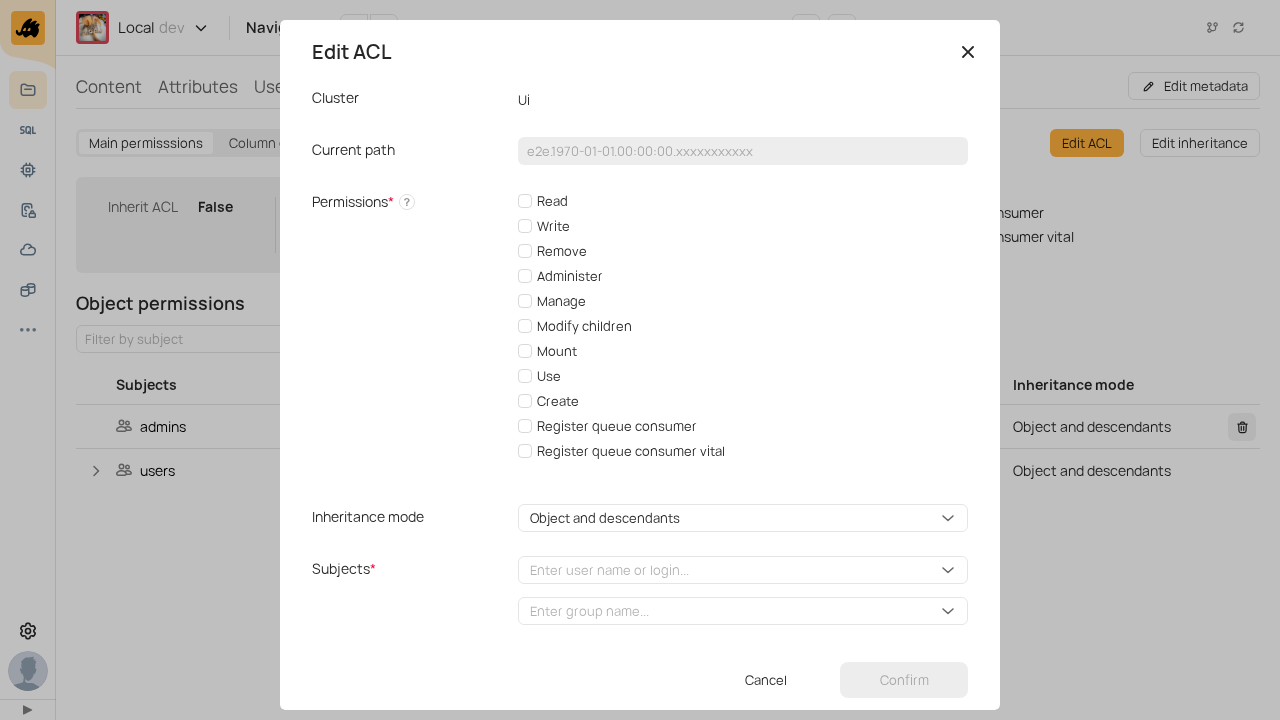 Local dev
Navi
Edit ACL
Content Attributes Use
Edit metadata
Cluster
Ui
Main permisssions
Column
Edit ACL
Edit inheritance
Current path
e2e.1970-01-01.00:00:00.xxxxxxxxxxx
SQL
Inherit ACL False
Permissions* ?
Read
Write
Remove
Administer
Manage
Modify children
Mount
Use
Create
Register queue consumer
Register queue consumer vital
nsumer
nsumer vital
Object permissions
Filter by subject
Subjects
Inheritance mode
admins
Object and descendants
users
Object and descendants
Inheritance mode
Object and descendants
Subjects*
Enter user name or login...
Enter group name...
Cancel
Confirm